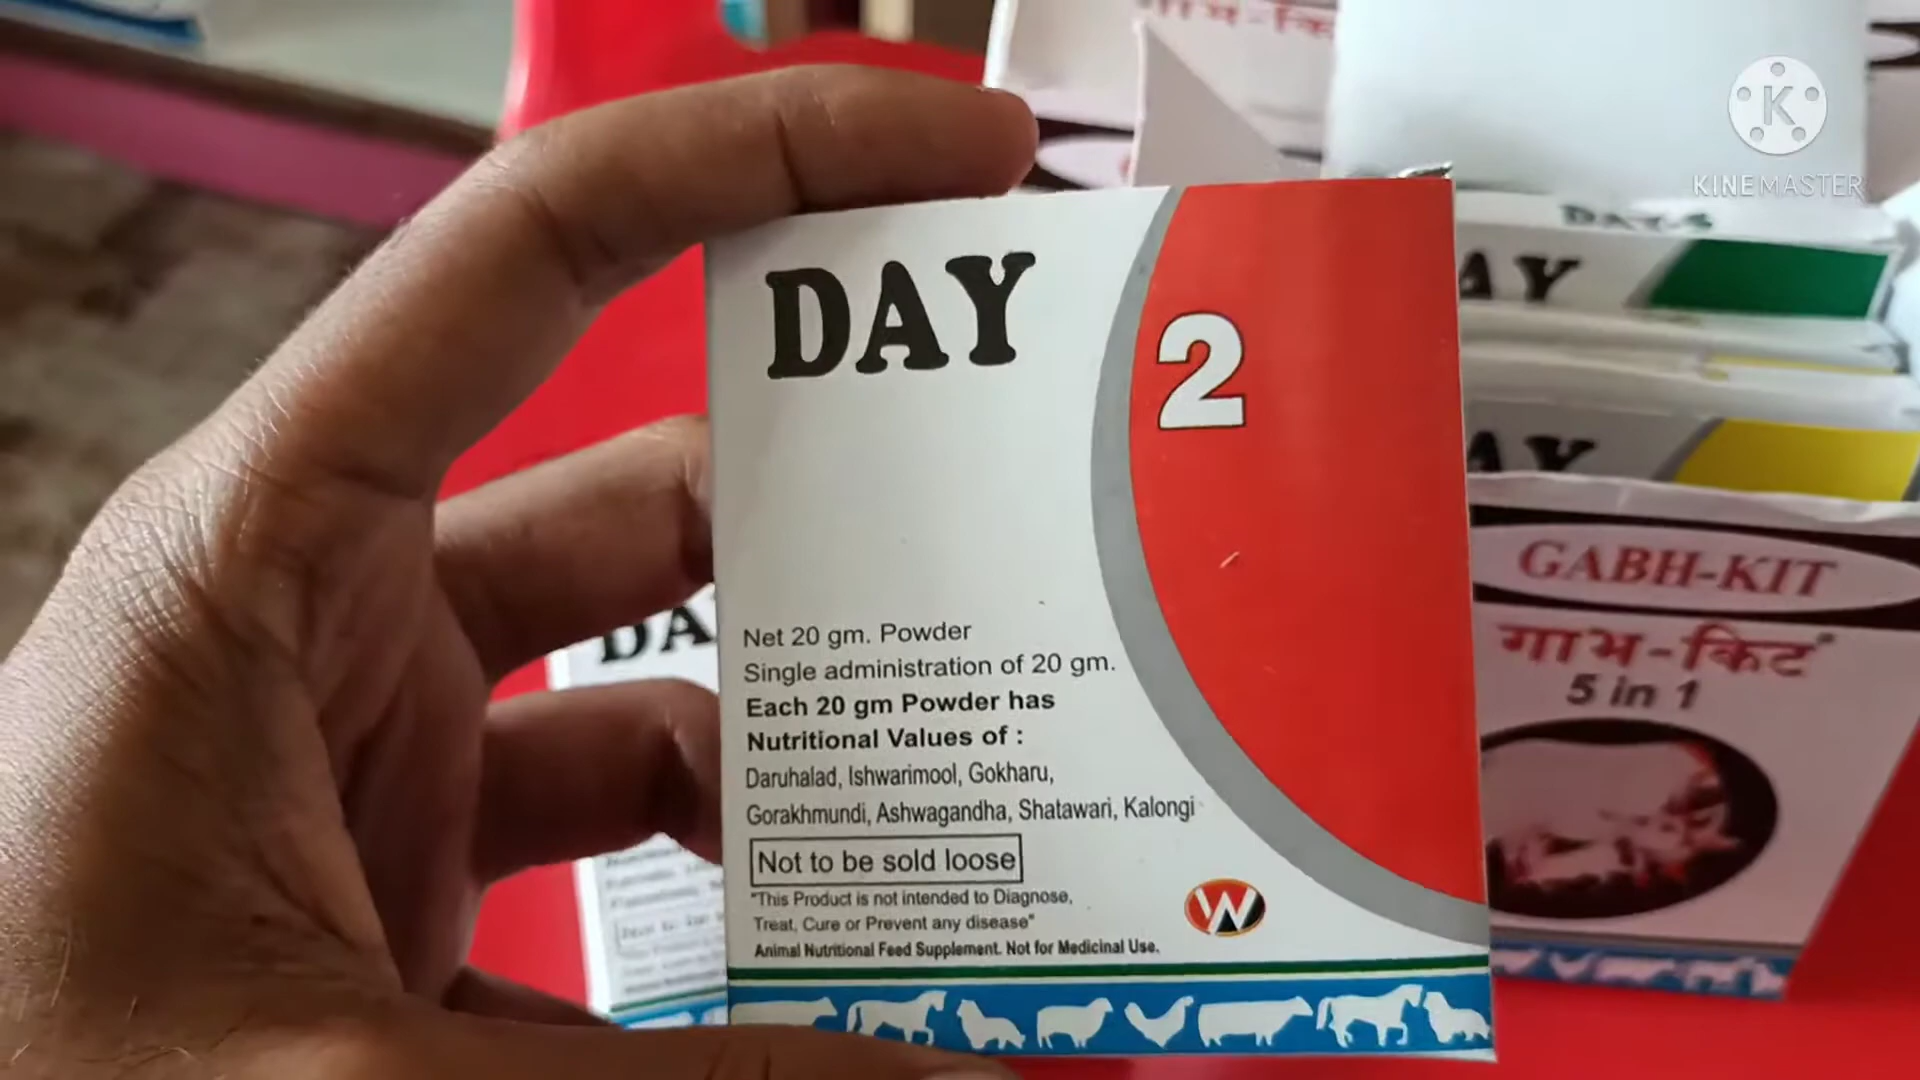 गाभ-कि
KINEMASTER
DAY
2
Net 20 gm. Powder
Single administration of 20 gm.
Each 20 gm Powder has
Nutritional Values of :
Daruhalad, Ishwarimool, Gokharu,
Gorakhmundi, Ashwagandha, Shatawari, Kalongi
Not to be sold loose
"This Product is not intended to Diagnose,
Treat, Cure or Prevent any disease"
Animal Nutritional Feed Supplement. Not for Medicinal Use.
W
AY
AY
GABH-KIT
गाभ-किट
5 in 1
DA